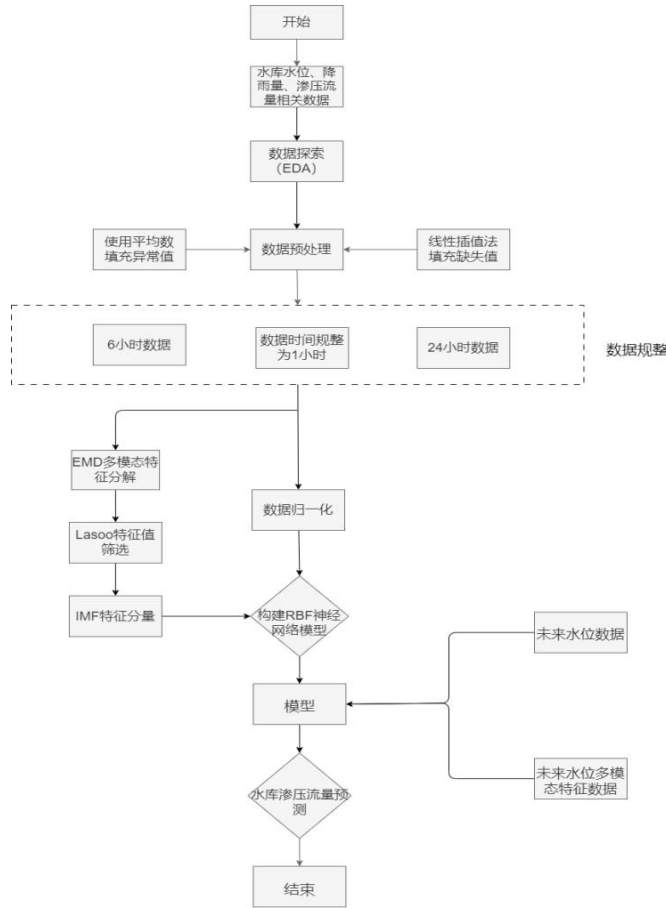 开始
水库水位、降
雨量、渗压流
量相关数据
数据探索
（EDA）
使用平均数
填充异常值
数据预处理
线性插值法
填充缺失值
6小时数据
数据时间规整
为1小时
24小时数据
数据规整
EMD多模态特
征分解
Lasoo特征值
筛选
IMF特征分量
数据归一化
构建RBF神经
网络模型
未来水位数据
模型
未来水位多模
态特征数据
水库渗压流量预
测
结束